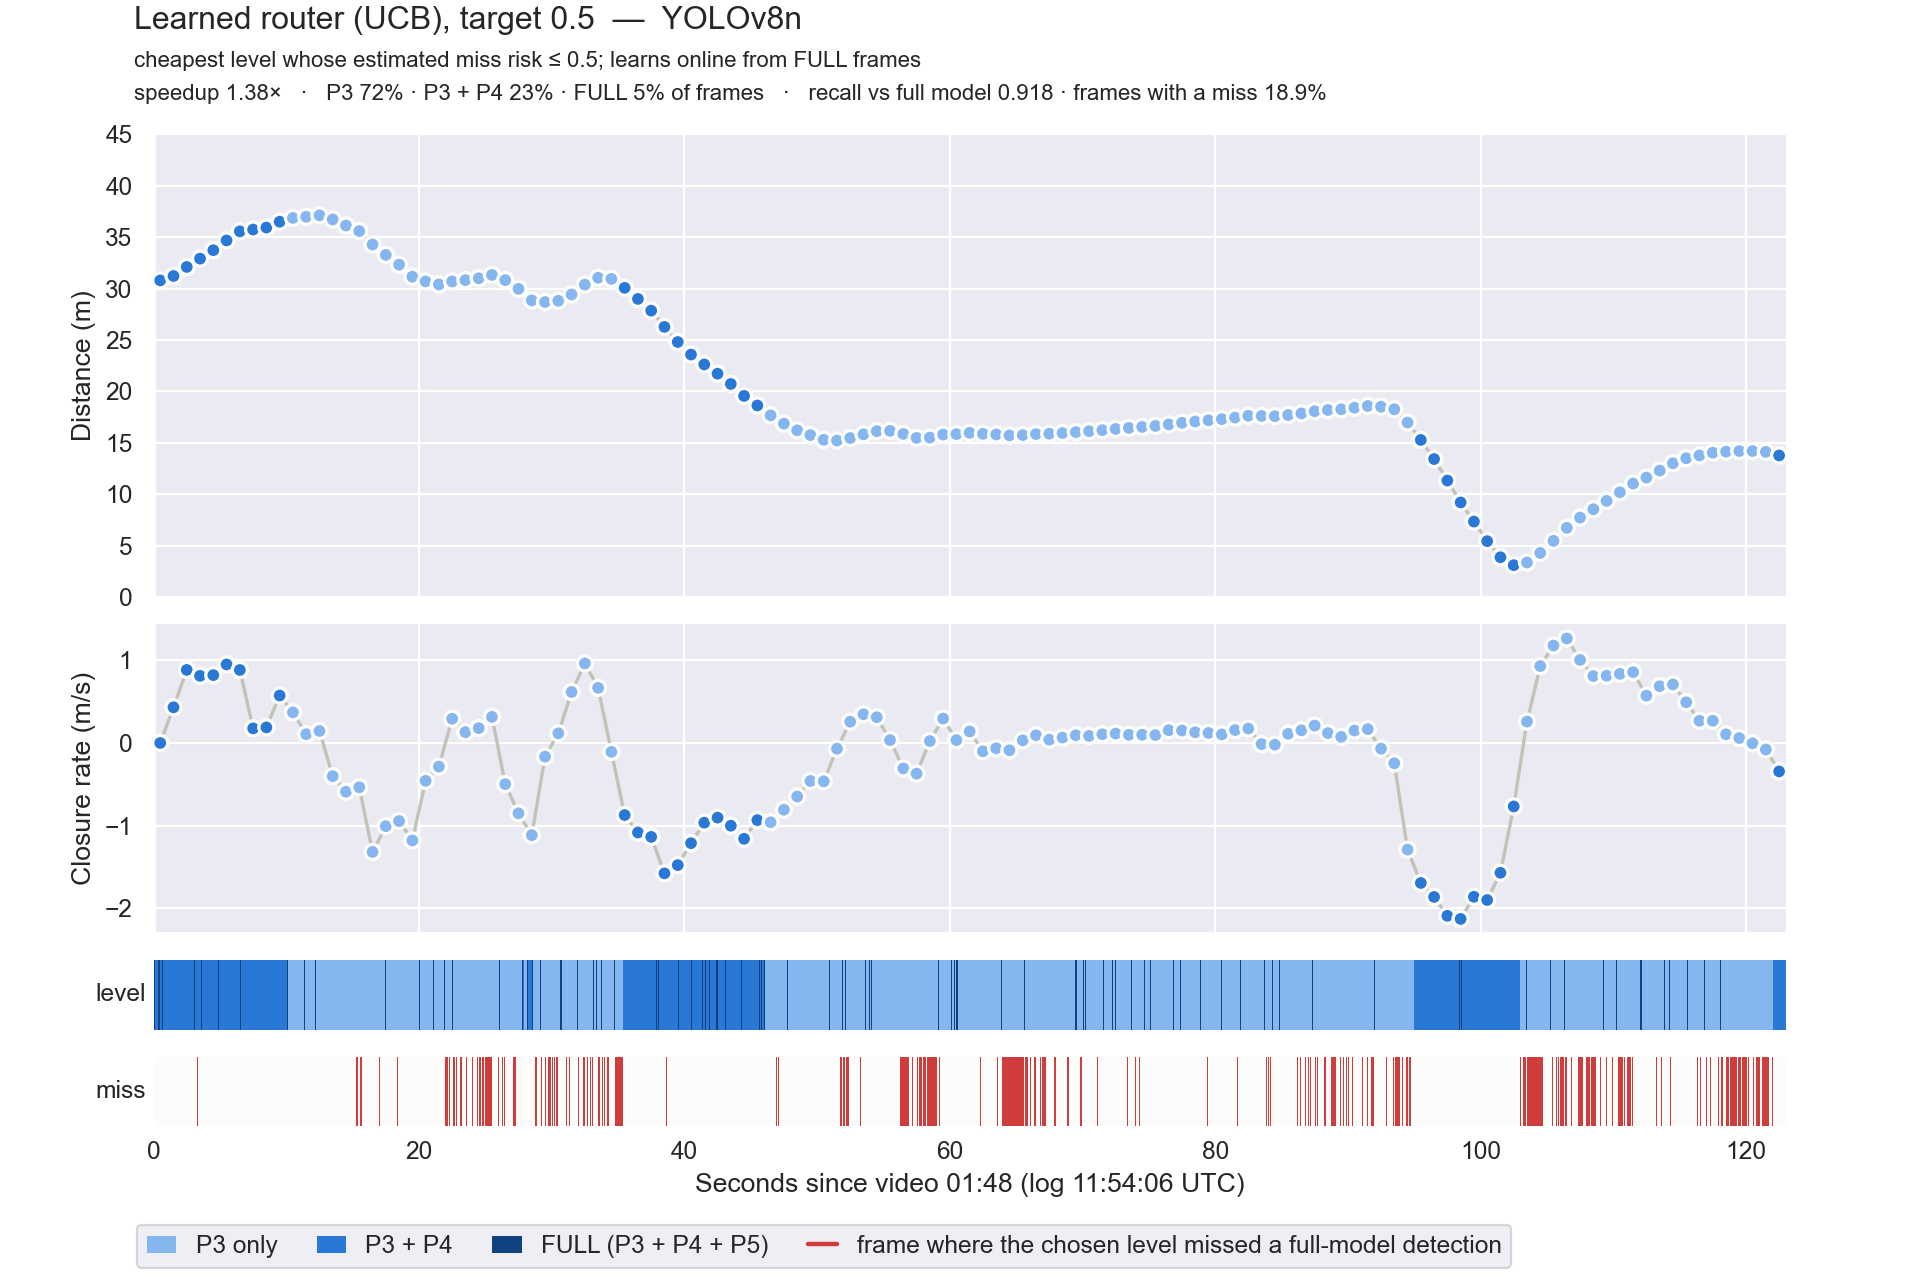 Learned router (UCB), target 0.5 — YOLOv8n
cheapest level whose estimated miss risk ≤ 0.5; learns online from FULL frames
speedup 1.38× · P3 72% · P3 + P4 23% · FULL 5% of frames · recall vs full model 0.918 · frames with a miss 18.9%
45
40
35
30
25
20
15
10
5
0
Distance (m)
1
0
−1
−2
Closure rate (m/s)
level
miss
0 20 40 60 80 100 120
Seconds since video 01:48 (log 11:54:06 UTC)
P3 only P3 + P4 FULL (P3 + P4 + P5) frame where the chosen level missed a full-model detection